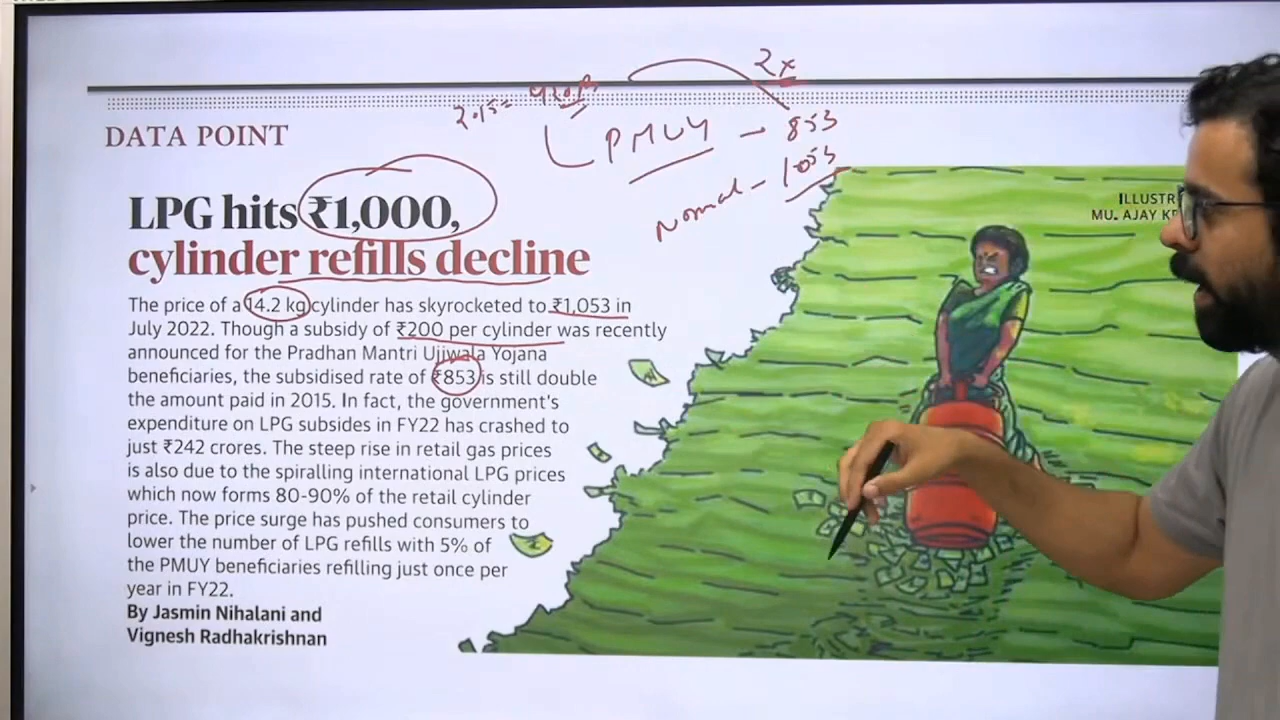 2x
2015=
PMUY - 853
Normal - 1053
DATA POINT
LPG hits ₹1,000,
cylinder refills decline
The price of a 14.2 kg cylinder has skyrocketed to ₹1,053 in
July 2022. Though a subsidy of ₹200 per cylinder was recently
announced for the Pradhan Mantri Ujjwala Yojana
beneficiaries, the subsidised rate of ₹853 is still double
the amount paid in 2015. In fact, the government's
expenditure on LPG subsides in FY22 has crashed to
just ₹242 crores. The steep rise in retail gas prices
is also due to the spiralling international LPG prices
which now forms 80-90% of the retail cylinder
price. The price surge has pushed consumers to
lower the number of LPG refills with 5% of
the PMUY beneficiaries refilling just once per
year in FY22.
By Jasmin Nihalani and
Vignesh Radhakrishnan
ILLUSTR
MU. AJAY K